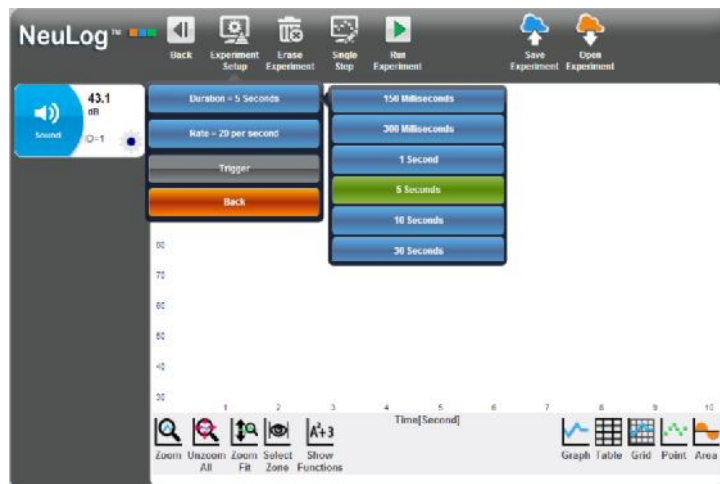 NeuLog™
Back
Experiment Setup
Erase Experiment
Single Step
Run Experiment
Save Experiment
Open Experiment
43.1
dB
Sound
ID=1
Duration = 5 Seconds
Rate = 20 per second
Trigger
Back
150 Milliseconds
300 Milliseconds
1 Second
5 Seconds
10 Seconds
30 Seconds
70
60
40
30
1 2 3 4 5 6 7 8 9 10
Time[Second]
Zoom
Unzoom All
Zoom Fit
Select Zone
A²+3
Show Functions
Graph
Table
Grid
Point
Area